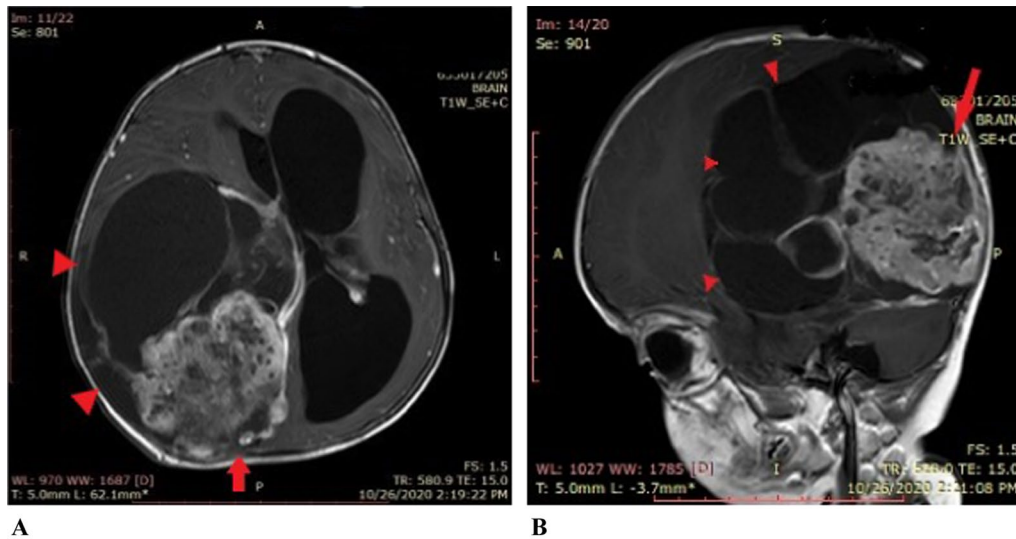 Im: 11/22
Se: 801
A
BRAIN
T1W_SE+C
R
L
FS: 1.5
WL: 970 WW: 1687 [D]
TR: 580.9 TE: 15.0
T: 5.0mm L: 62.1mm*
P
10/26/2020 2:19:22 PM
A
Im: 14/20
Se: 901
S
BRAIN
T1W_SE+C
A
P
FS: 1.5
WL: 1027 WW: 1785 [D]
I
TE: 15.0
T: 5.0mm L: -3.7mm*
10/26/2020
B